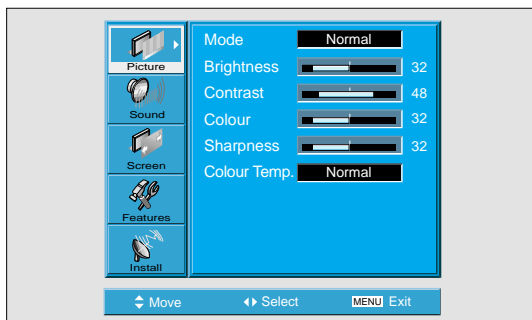 Picture
Sound
Screen
Features
Install
Mode Normal
Brightness 32
Contrast 48
Colour 32
Sharpness 32
Colour Temp. Normal
Move Select MENU Exit